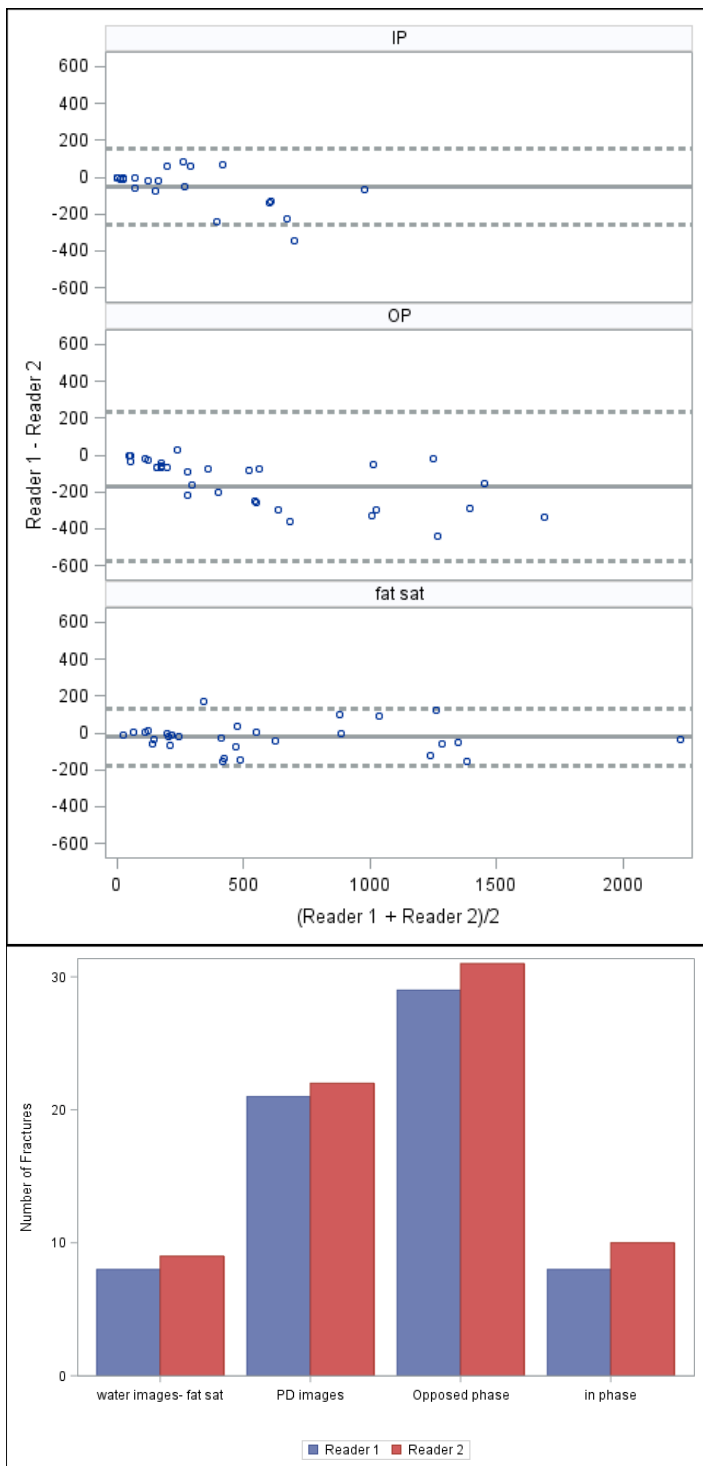 IP
600
400
200
0
-200
-400
-600
OP
600
400
200
0
-200
-400
-600
Reader 1 - Reader 2
fat sat
600
400
200
0
-200
-400
-600
0 500 1000 1500 2000
(Reader 1 + Reader 2)/2
30
20
10
0
Number of Fractures
water images- fat sat PD images Opposed phase in phase
Reader 1 Reader 2